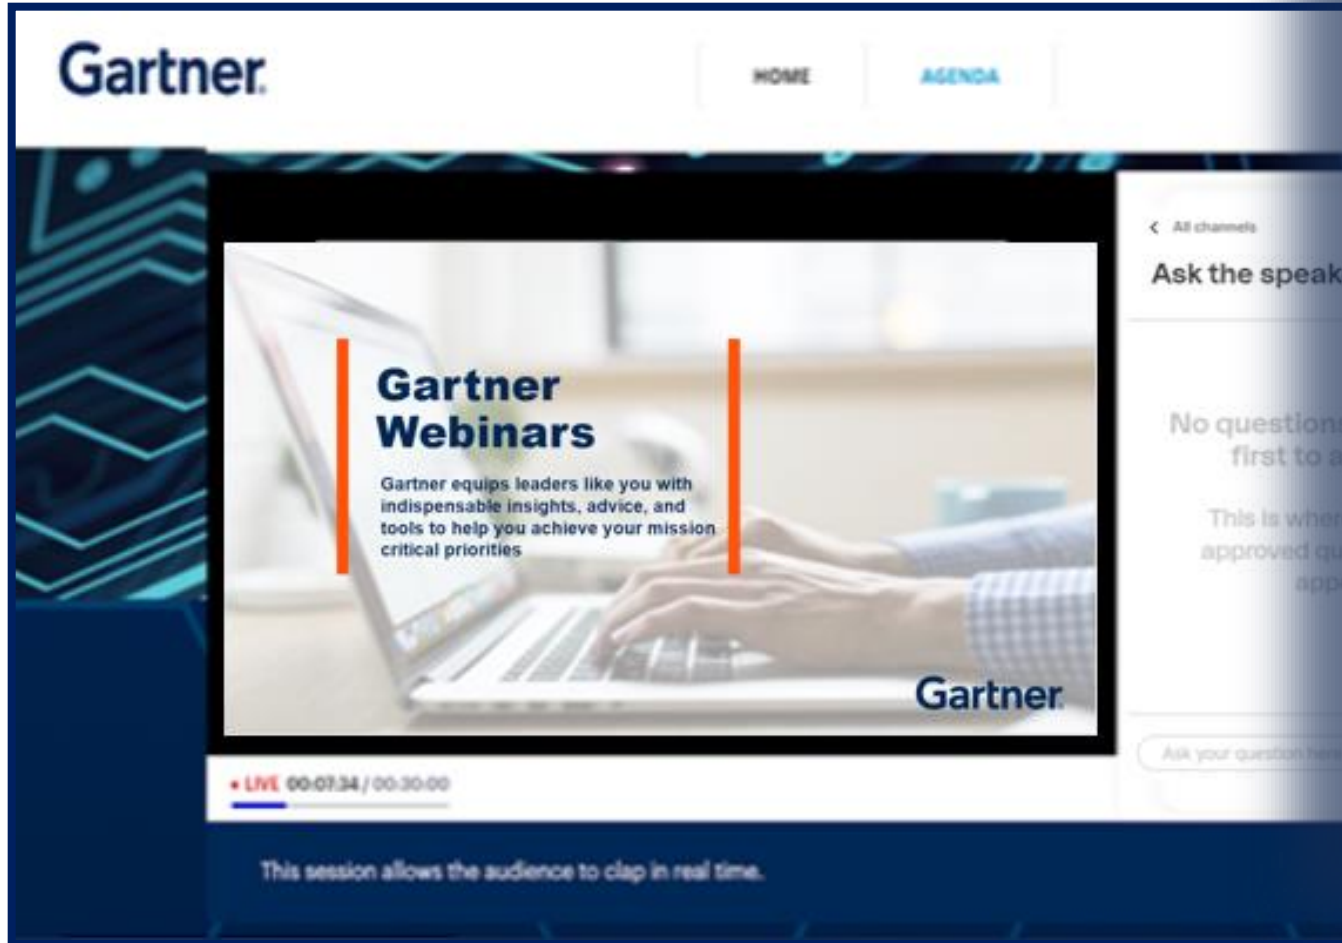 Gartner
HOME
AGENDA
All channels
Ask the speak
Gartner
Webinars
Gartner equips leaders like you with
indispensable insights, advice, and
tools to help you achieve your mission
critical priorities
Gartner
No questions
first to a
This is where
approved qu
app
Ask your question here
• LIVE 00:07:34 / 00:30:00
This session allows the audience to clap in real time.